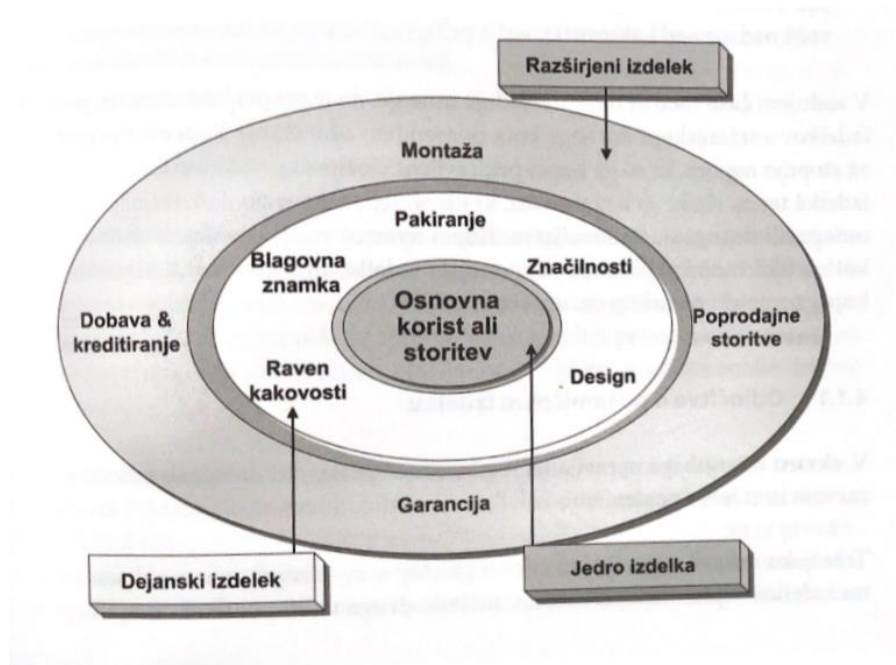 Razširjeni izdelek
Montaža
Pakiranje
Blagovna
znamka
Značilnosti
Osnovna
korist ali
storitev
Dobava &
kreditiranje
Poprodajne
storitve
Raven
kakovosti
Design
Garancija
Dejanski izdelek
Jedro izdelka